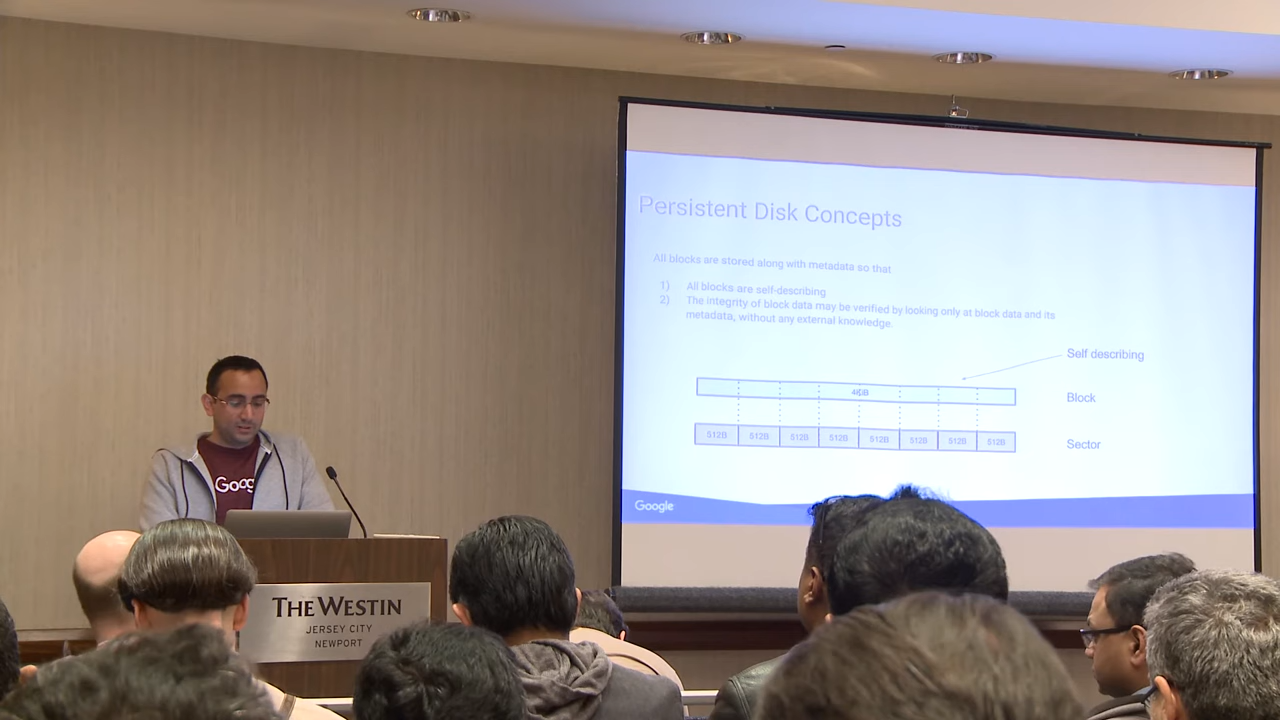 Persistent Disk Concepts
All blocks are stored along with metadata so that
1) All blocks are self-describing
2) The integrity of block data may be verified by looking only at block data and its
metadata, without any external knowledge.
Self describing
4KiB
Block
512B 512B 512B 512B 512B 512B 512B 512B
Sector
Google
Goog
THE WESTIN
JERSEY CITY
NEWPORT